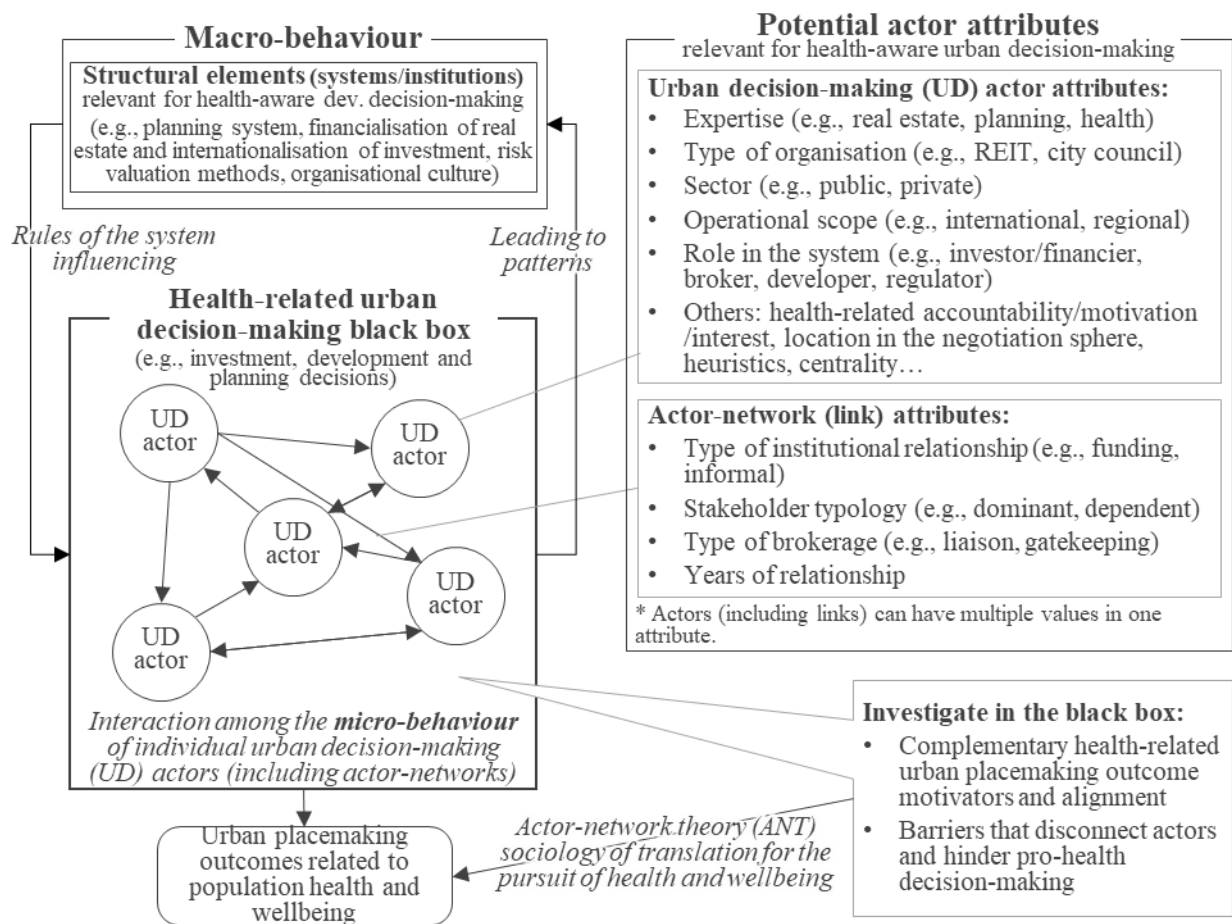 Macro-behaviour
Structural elements (systems/institutions)
relevant for health-aware dev. decision-making
(e.g., planning system, financialisation of real
estate and internationalisation of investment, risk
valuation methods, organisational culture)
Rules of the system
influencing
Leading to
patterns
Health-related urban
decision-making black box
(e.g., investment, development and
planning decisions)
UD
actor
UD
actor
UD
actor
UD
actor
UD
actor
Interaction among the micro-behaviour
of individual urban decision-making
(UD) actors (including actor-networks)
Urban placemaking
outcomes related to
population health and
wellbeing
Actor-network theory (ANT)
sociology of translation for the
pursuit of health and wellbeing
Potential actor attributes
relevant for health-aware urban decision-making
Urban decision-making (UD) actor attributes:
• Expertise (e.g., real estate, planning, health)
• Type of organisation (e.g., REIT, city council)
• Sector (e.g., public, private)
• Operational scope (e.g., international, regional)
• Role in the system (e.g., investor/financier,
broker, developer, regulator)
• Others: health-related accountability/motivation
/interest, location in the negotiation sphere,
heuristics, centrality…
Actor-network (link) attributes:
• Type of institutional relationship (e.g., funding,
informal)
• Stakeholder typology (e.g., dominant, dependent)
• Type of brokerage (e.g., liaison, gatekeeping)
• Years of relationship
* Actors (including links) can have multiple values in one
attribute.
Investigate in the black box:
• Complementary health-related
urban placemaking outcome
motivators and alignment
• Barriers that disconnect actors
and hinder pro-health
decision-making